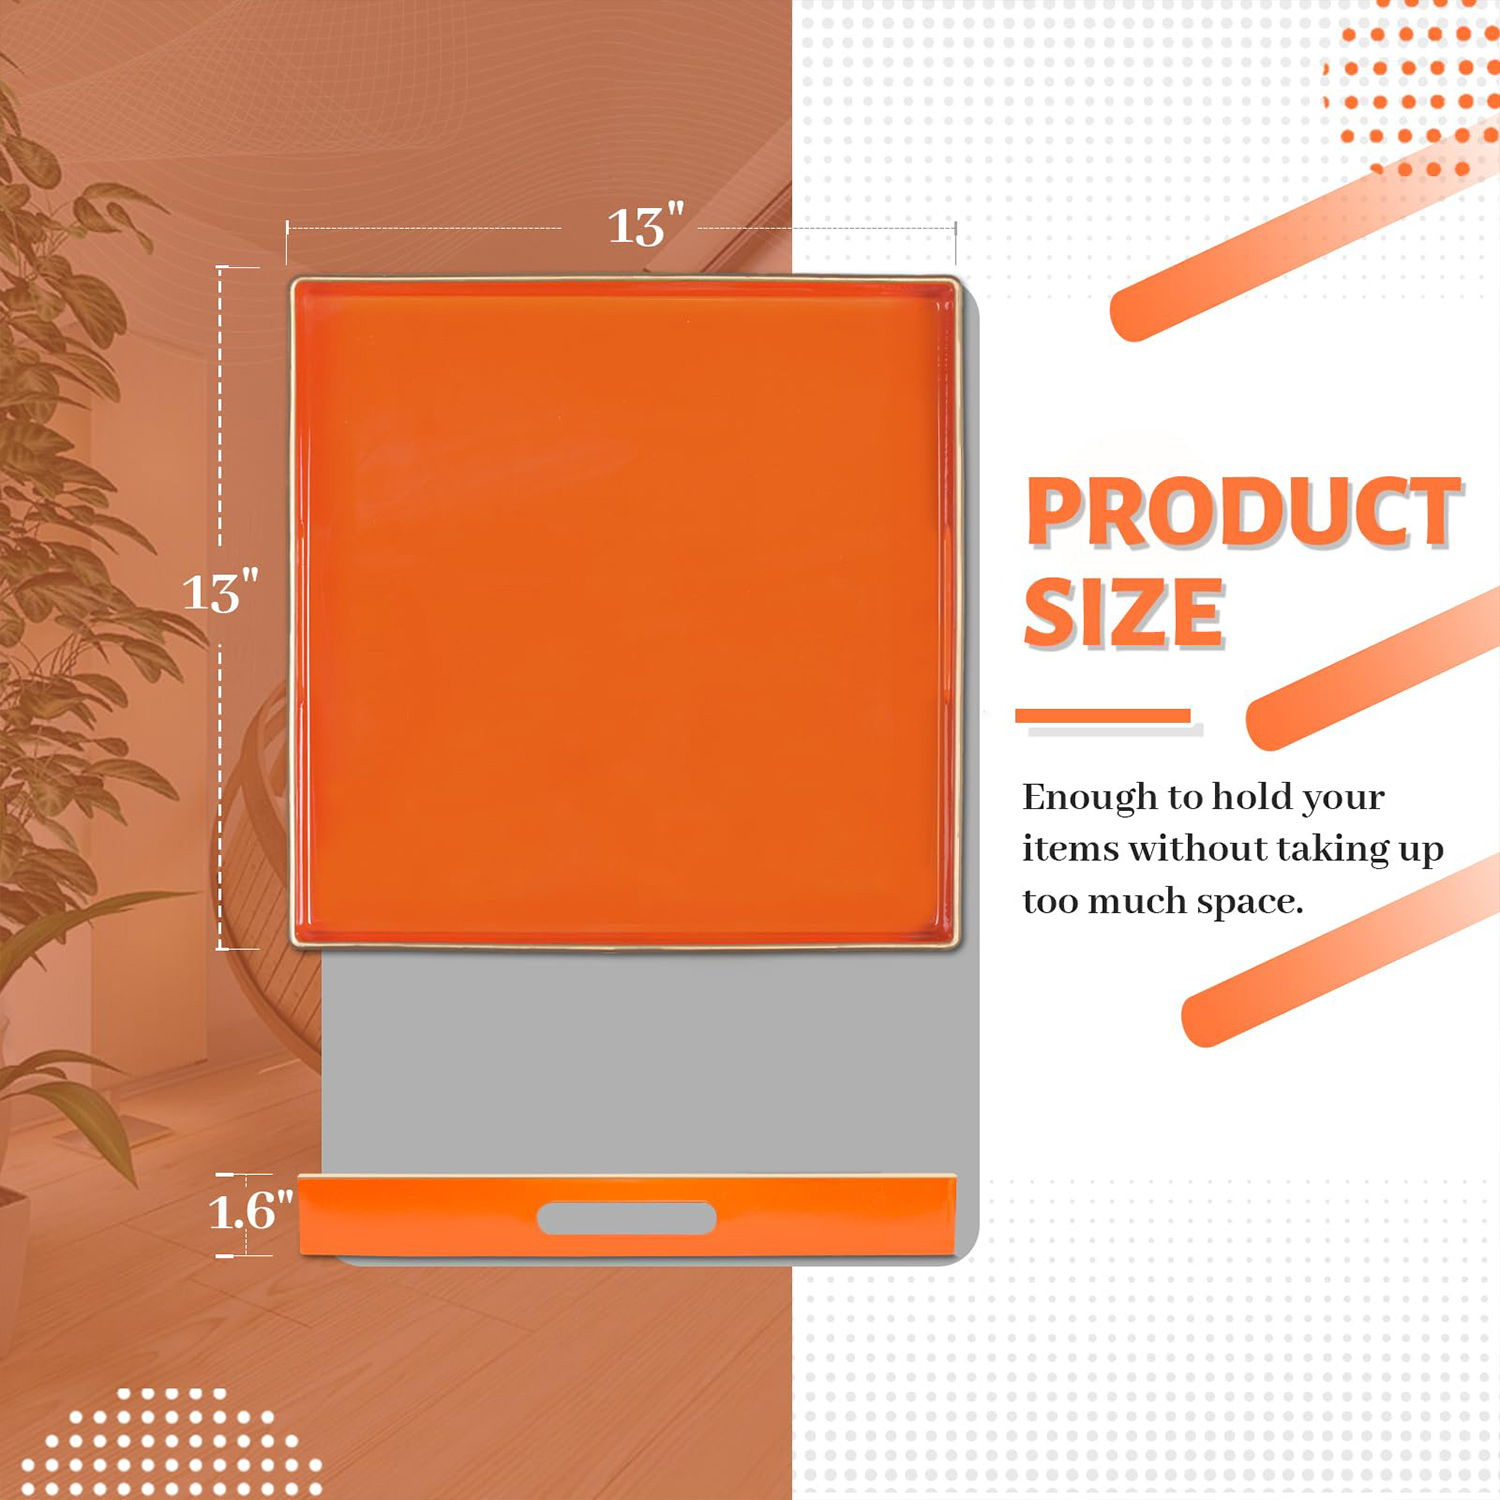 13"
13"
PRODUCT
SIZE
Enough to hold your
items without taking up
too much space.
1.6"